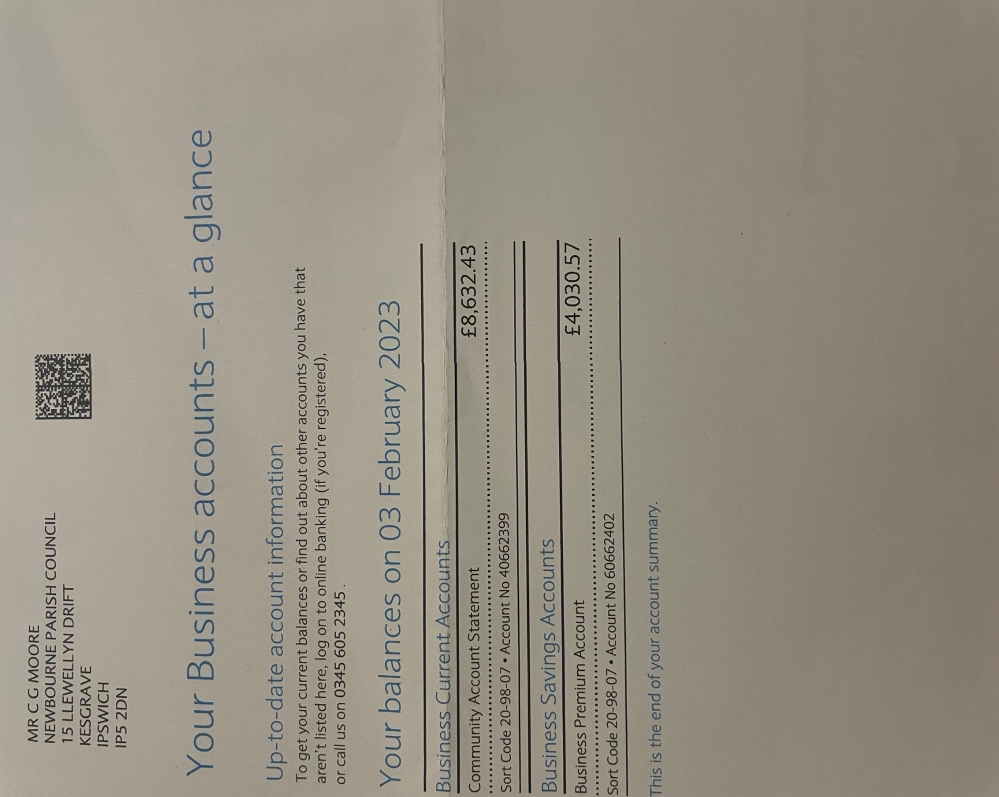 MR C G MOORE
NEWBOURNE PARISH COUNCIL
15 LLEWELLYN DRIFT
KESGRAVE
IPSWICH
IP5 2DN
Your Business accounts – at a glance
Up-to-date account information
To get your current balances or find out about other accounts you have that
aren't listed here, log on to online banking (if you're registered),
or call us on 0345 605 2345 .
Your balances on 03 February 2023
Business Current Accounts
Community Account Statement £8,632.43
Sort Code 20-98-07 • Account No 40662399
Business Savings Accounts
Business Premium Account £4,030.57
Sort Code 20-98-07 • Account No 60662402
This is the end of your account summary.